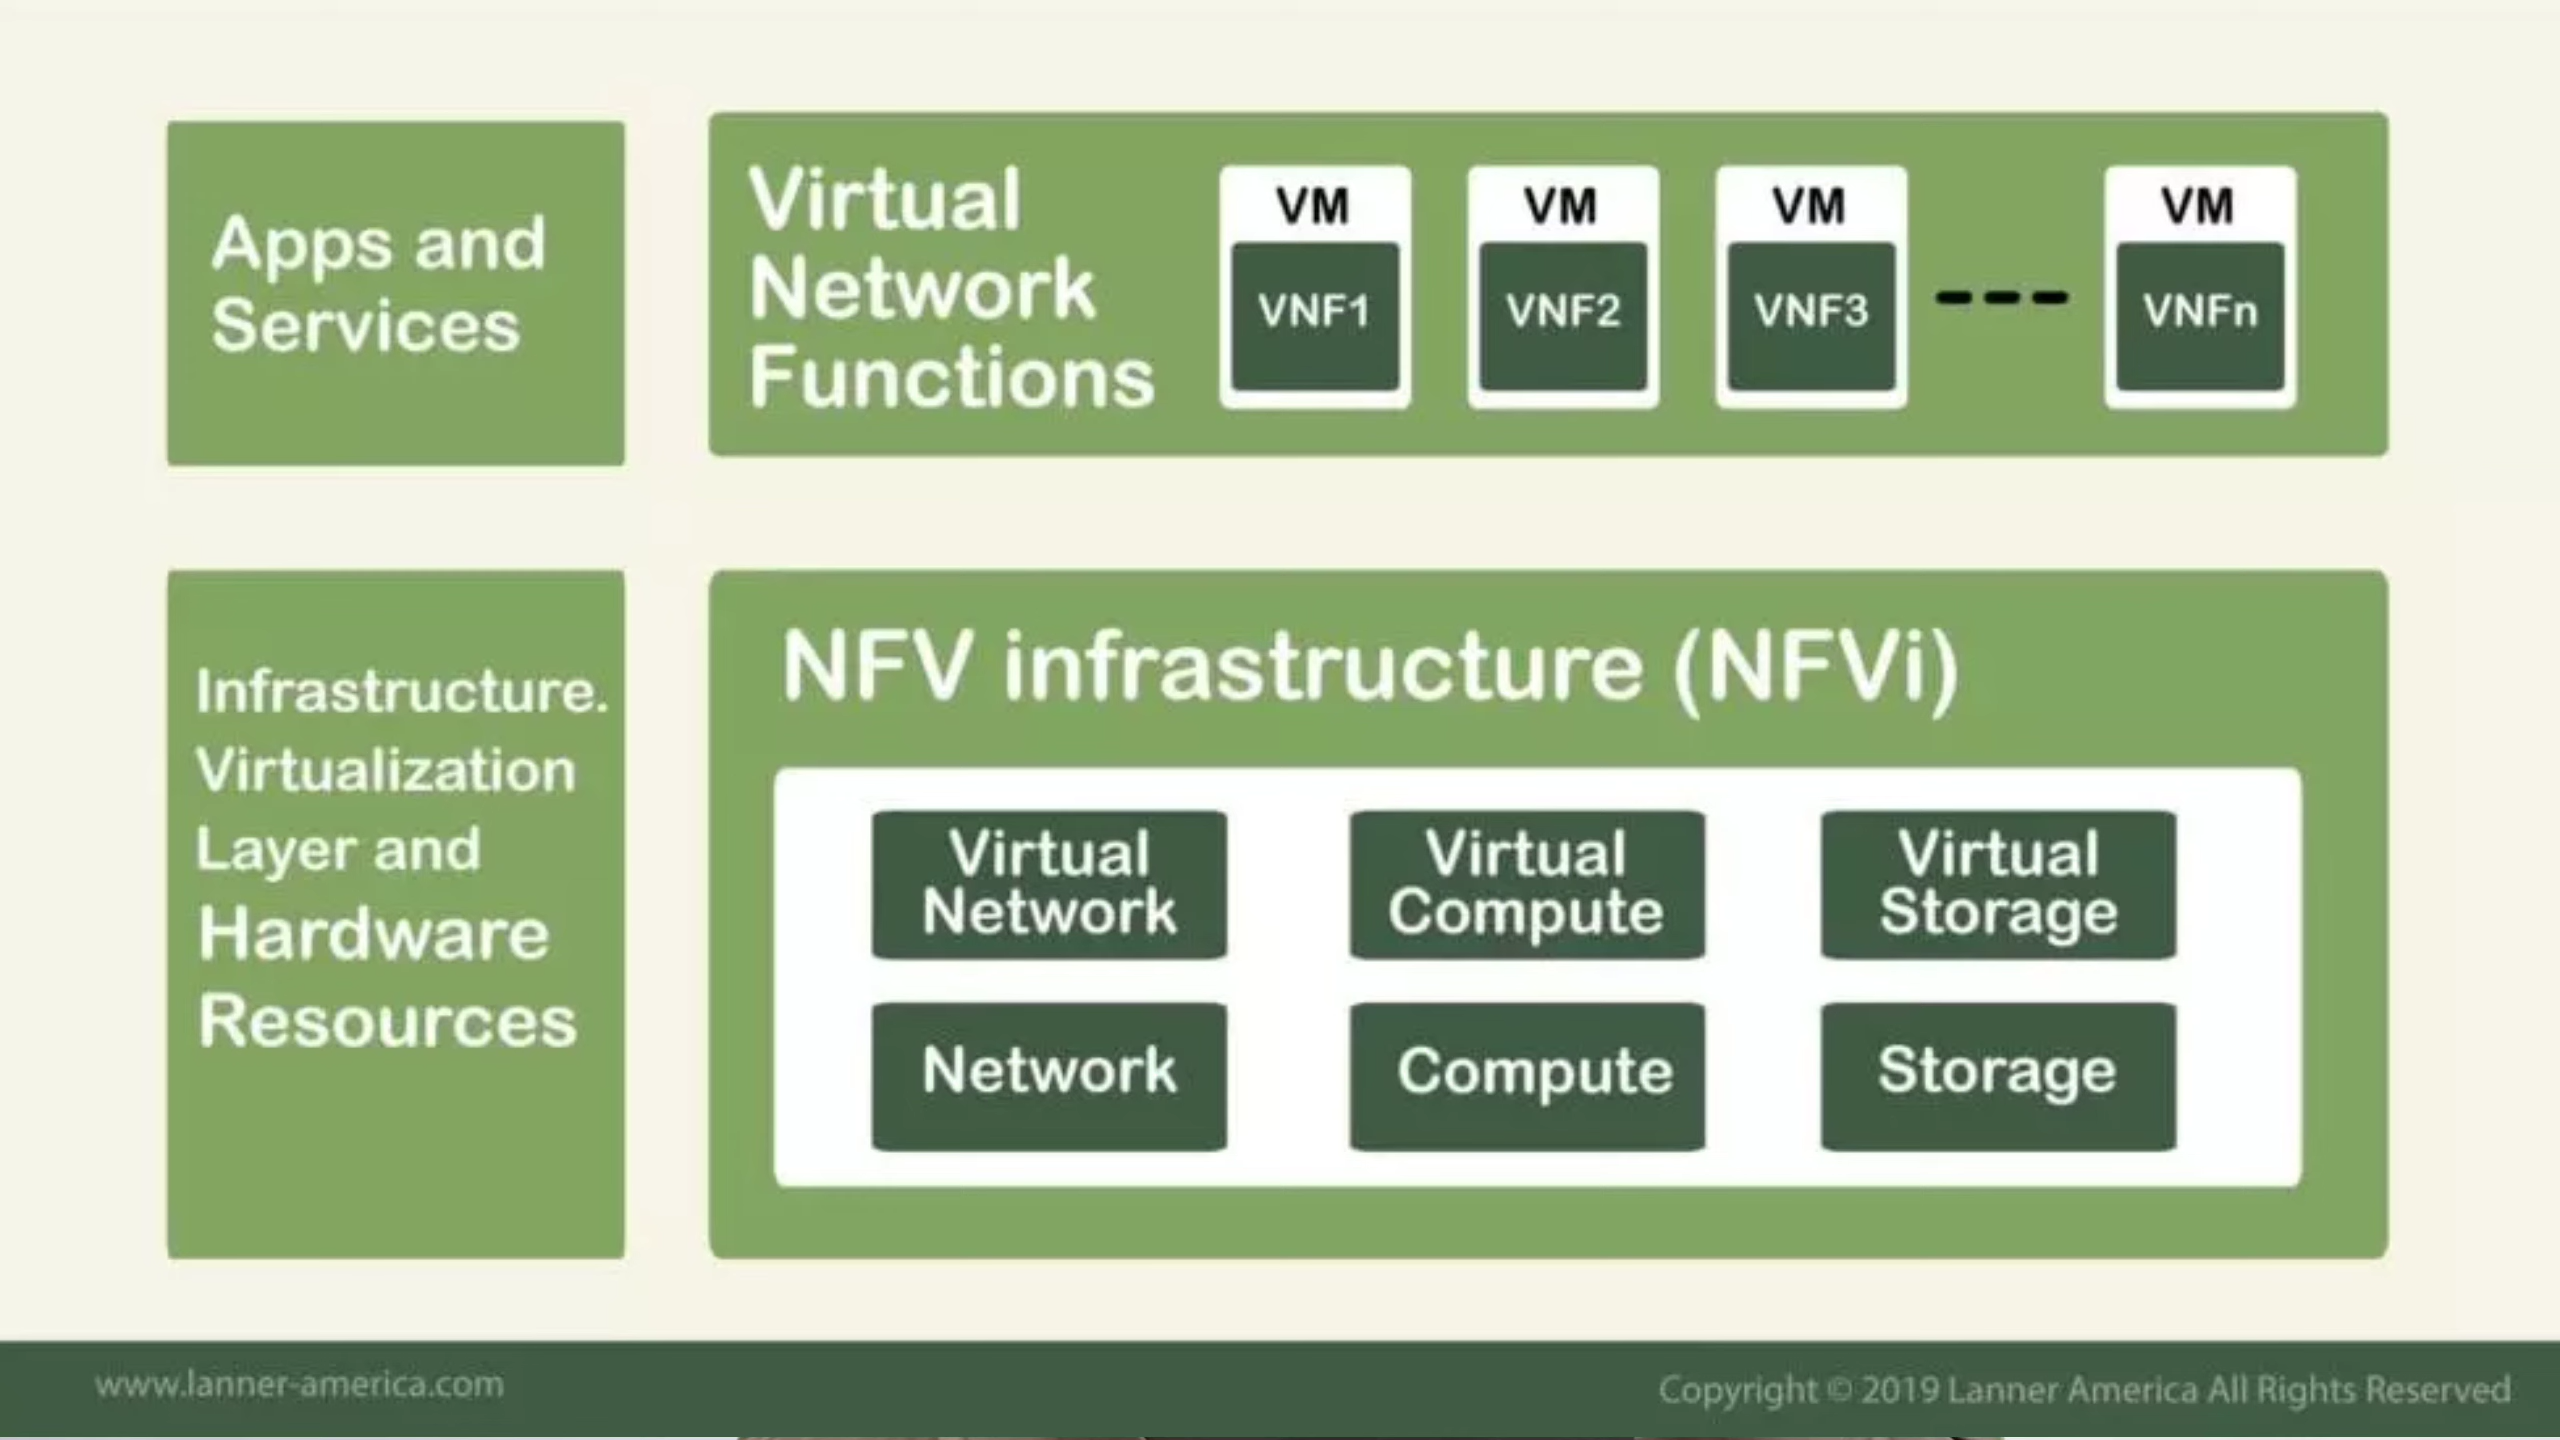 Apps and
Services
Virtual
Network
Functions
VM
VNF1
VM
VNF2
VM
VNF3
VM
VNFn
Infrastructure.
Virtualization
Layer and
Hardware
Resources
NFV infrastructure (NFVi)
Virtual
Network
Virtual
Compute
Virtual
Storage
Network
Compute
Storage
www.lanner-america.com
Copyright © 2019 Lanner America All Rights Reserved